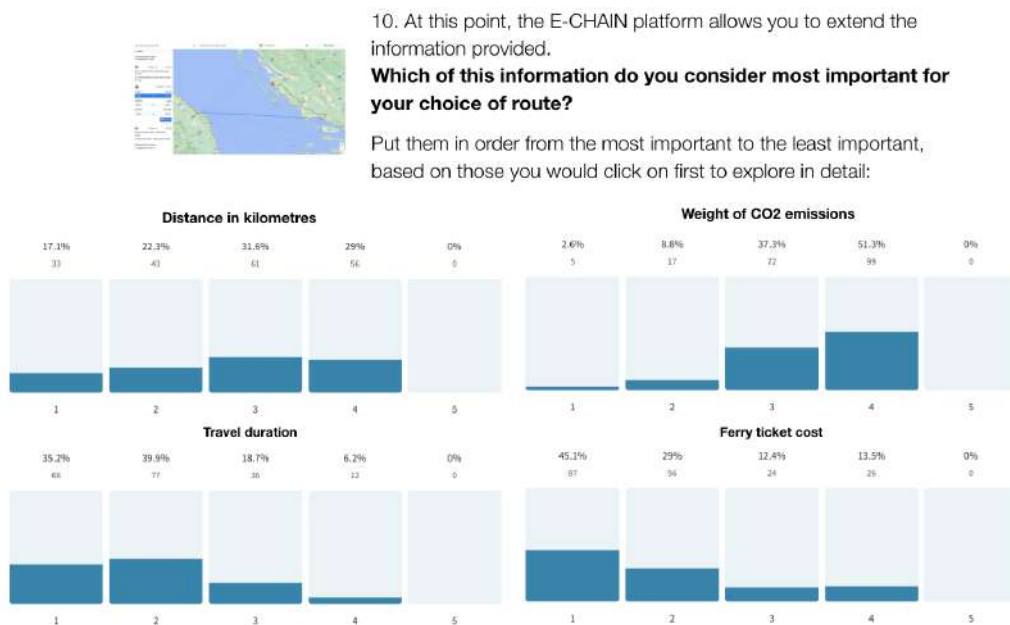 10. At this point, the E-CHAIN platform allows you to extend the
information provided.
Which of this information do you consider most important for
your choice of route?
Put them in order from the most important to the least important,
based on those you would click on first to explore in detail:
Distance in kilometres
17.1% 22.3% 31.6% 29% 0%
33 43 61 56 0
1 2 3 4 5
Weight of CO2 emissions
2.6% 8.8% 37.3% 51.3% 0%
5 17 72 99 0
1 2 3 4 5
Travel duration
35.2% 39.9% 18.7% 6.2% 0%
68 77 36 12 0
1 2 3 4 5
Ferry ticket cost
45.1% 29% 12.4% 13.5% 0%
87 56 24 26 0
1 2 3 4 5